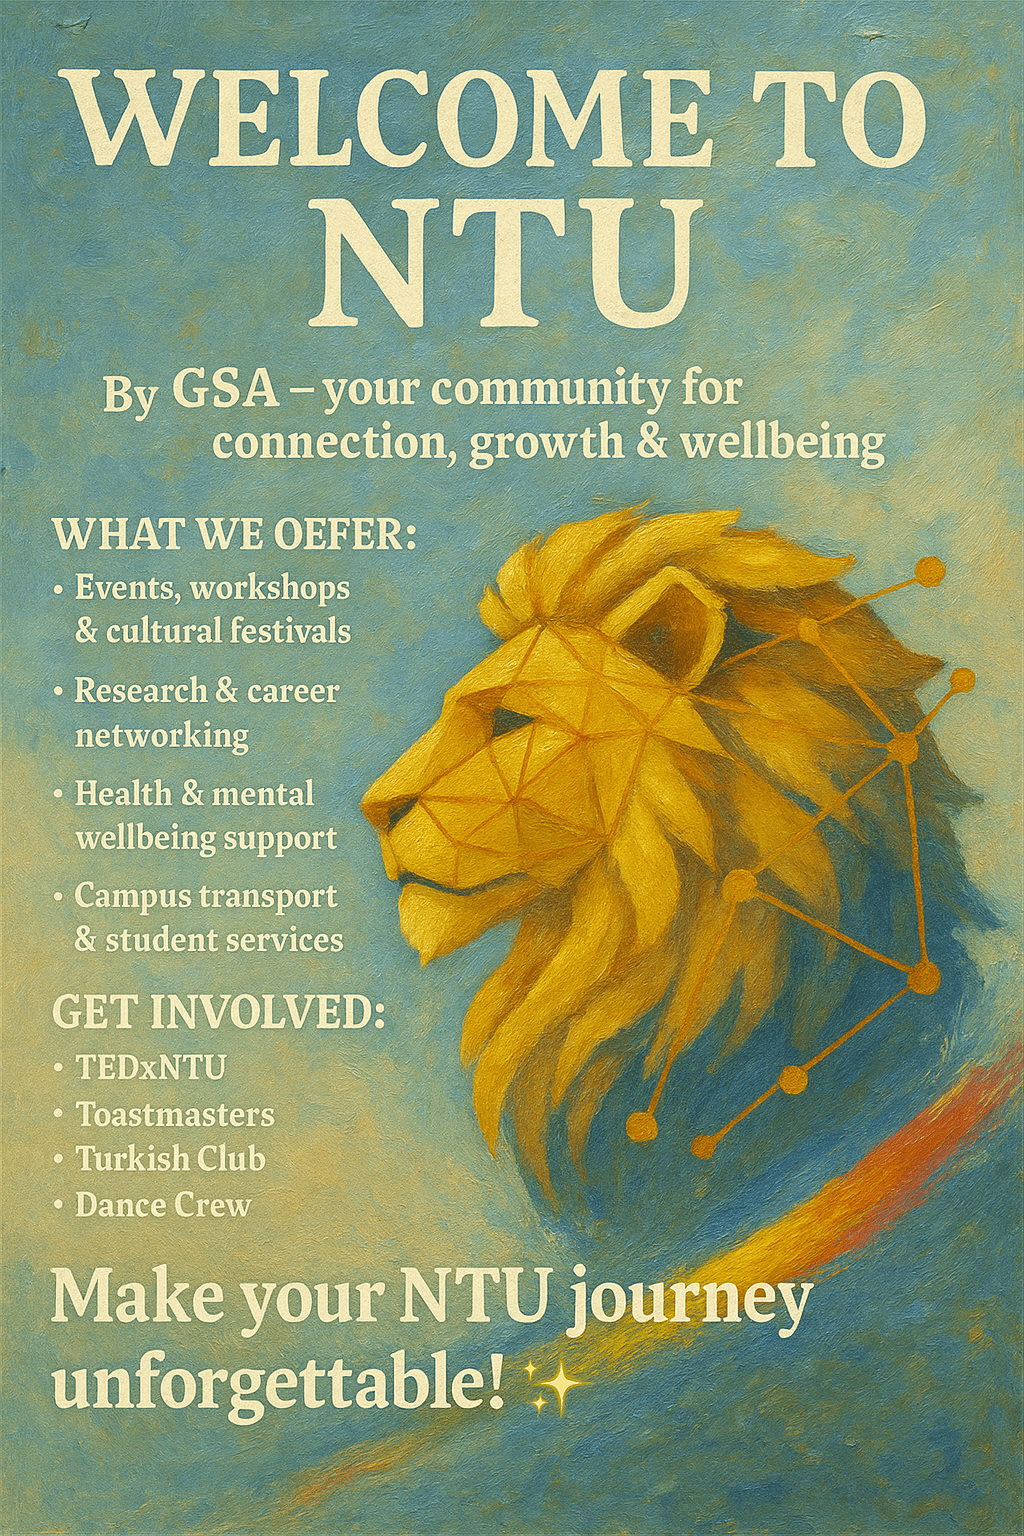 WELCOME TO
NTU
By GSA – your community for
connection, growth & wellbeing
WHAT WE OEFER:
• Events, workshops
& cultural festivals
• Research & career
networking
• Health & mental
wellbeing support
• Campus transport
& student services
GET INVOLVED:
• TEDxNTU
• Toastmasters
• Turkish Club
• Dance Crew
Make your NTU journey
unforgettable! ✨